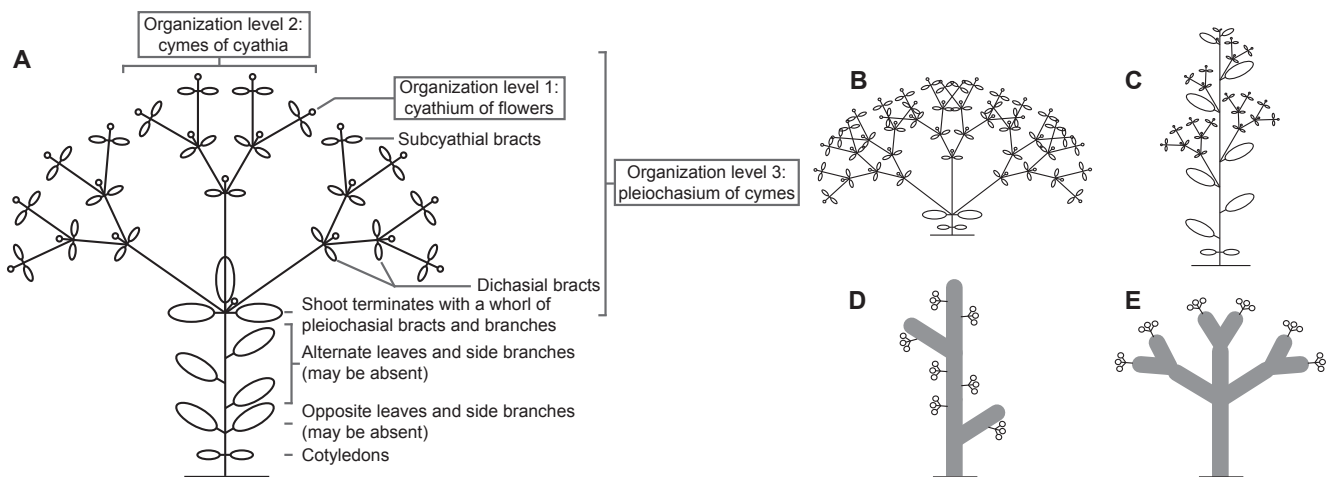 A
Organization level 2:
cymes of cyathia
Organization level 1:
cyathium of flowers
Subcyathial bracts
Organization level 3:
pleiochasium of cymes
Dichasial bracts
Shoot terminates with a whorl of
pleiochasial bracts and branches
Alternate leaves and side branches
(may be absent)
Opposite leaves and side branches
(may be absent)
Cotyledons
B
C
D
E